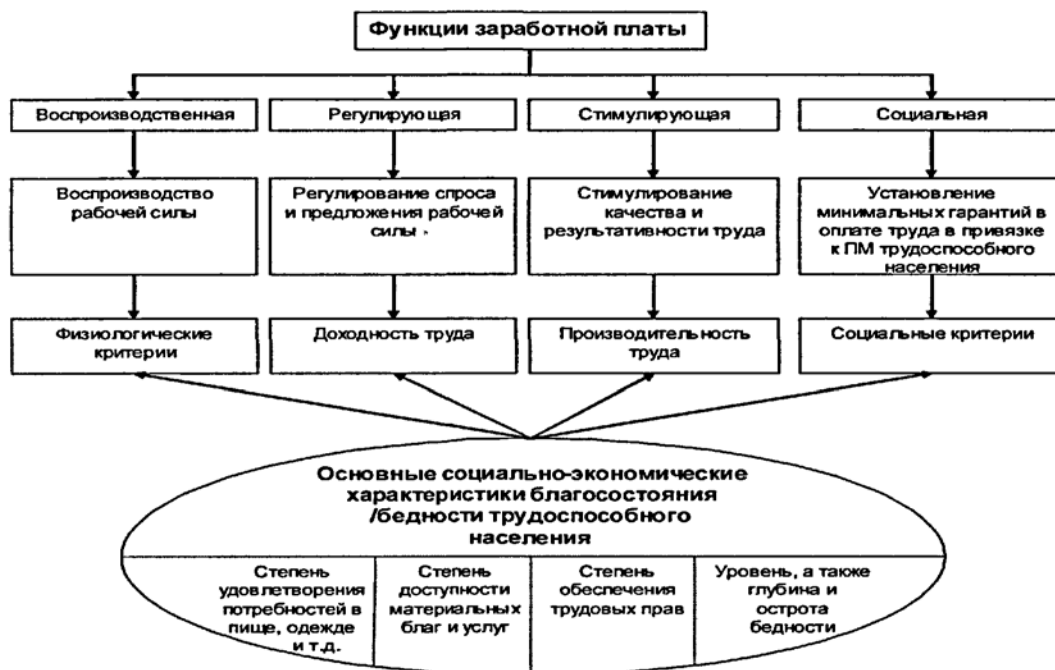 Функции заработной платы
Воспроизводственная
Регулирующая
Стимулирующая
Социальная
Воспроизводство
рабочей силы
Регулирование спроса
и предложения рабочей
силы
Стимулирование
качества и
результативности труда
Установление
минимальных гарантий в
оплате труда в привязке
к ПМ трудоспособного
населения
Физиологические
критерии
Доходность труда
Производительность
труда
Социальные критерии
Основные социально-экономические
характеристики благосостояния
/бедности трудоспособного
населения
Степень
удовлетворения
потребностей в
пище, одежде
и т.д.
Степень
доступности
материальных
благ и услуг
Степень
обеспечения
трудовых прав
Уровень, а также
глубина и
острота
бедности